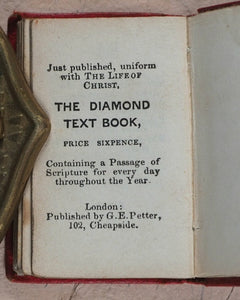 Just published, uniform
with THE LIFE OF
CHRIST,
THE DIAMOND
TEXT BOOK,
PRICE SIXPENCE,
Containing a Passage of
Scripture for every day
throughout the Year.
London:
Published by G. E. Petter,
102, Cheapside.